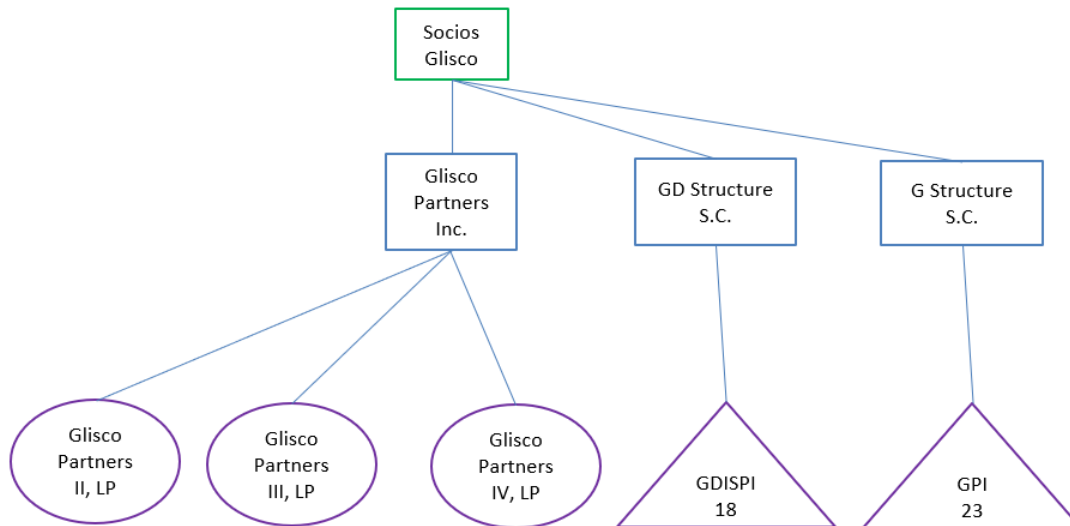 Socios
Glisco
Glisco
Partners
Inc.
GD Structure
S.C.
G Structure
S.C.
Glisco
Partners
II, LP
Glisco
Partners
III, LP
Glisco
Partners
IV, LP
GDISPI
18
GPI
23